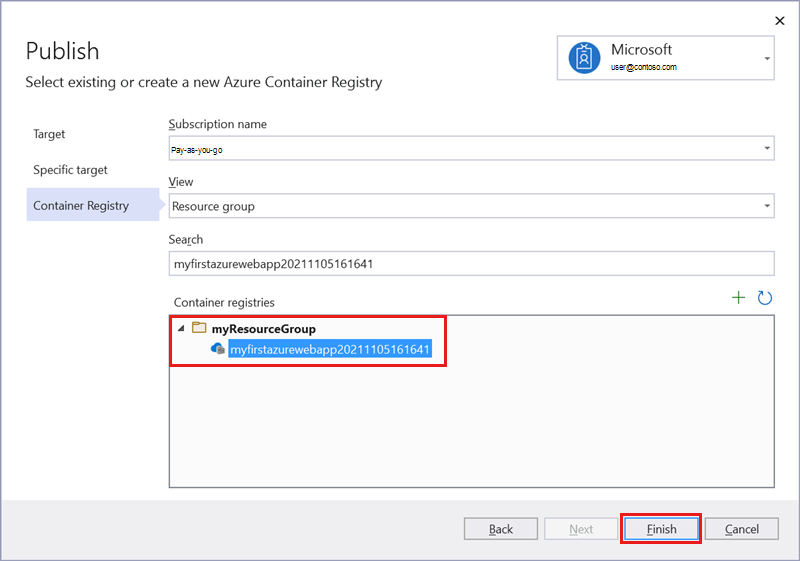 Publish
Select existing or create a new Azure Container Registry
Microsoft
user@contoso.com
Target
Specific target
Container Registry
Subscription name
Pay-as-you-go
View
Resource group
Search
myfirstazurewebapp20211105161641
Container registries
myResourceGroup
myfirstazurewebapp20211105161641
Back
Next
Finish
Cancel